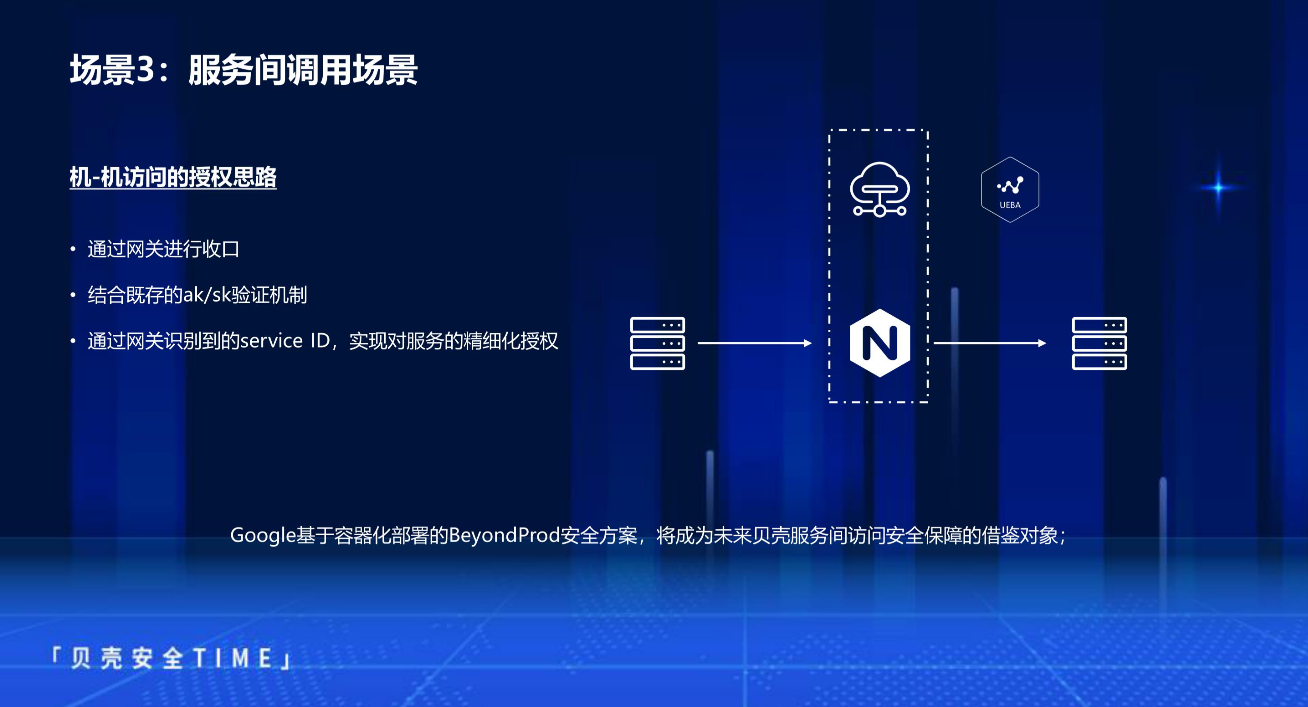 场景3：服务间调用场景
机-机访问的授权思路
• 通过网关进行收口
• 结合既存的ak/sk验证机制
• 通过网关识别到的service ID，实现对服务的精细化授权
UEBA
N
Google基于容器化部署的BeyondProd安全方案，将成为未来贝壳服务间访问安全保障的借鉴对象；
「贝壳安全TIME」